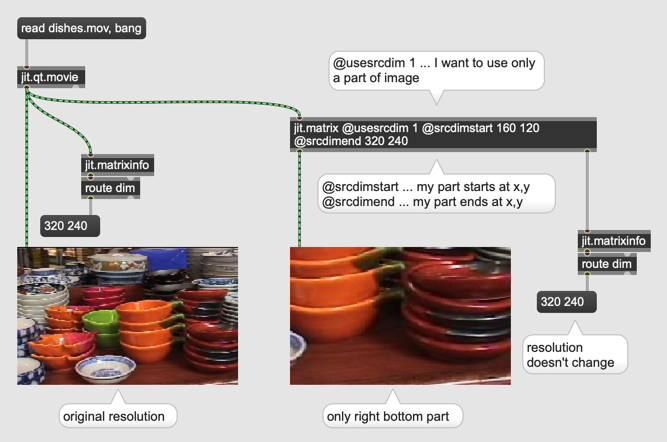 read dishes.mov, bang
jit.qt.movie
@usesrcdim 1 ... I want to use only
a part of image
jit.matrix @usesrcdim 1 @srcdimstart 160 120
@srcdimend 320 240
jit.matrixinfo
route dim
320 240
@srcdimstart ... my part starts at x,y
@srcdimend ... my part ends at x,y
jit.matrixinfo
route dim
320 240
resolution
doesn't change
original resolution
only right bottom part